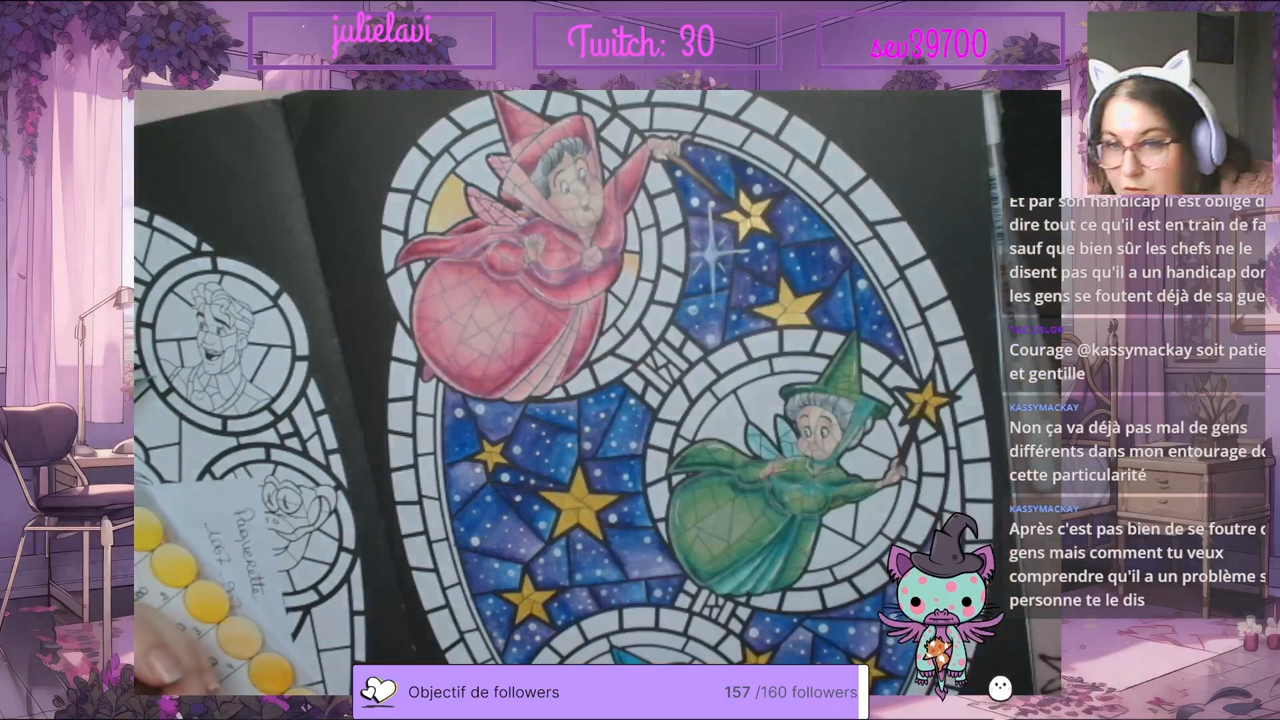 julielavi
Twitch: 30
sev39700
Et par son handicap il est obligé d
dire tout ce qu'il est en train de fa
sauf que bien sûr les chefs ne le
disent pas qu'il a un handicap don
les gens se foutent déjà de sa gue
Courage @kassymackay soit patie
et gentille
KASSYMACKAY
Non ça va déjà pas mal de gens
différents dans mon entourage do
cette particularité
KASSYMACKAY
Après c'est pas bien de se foutre d
gens mais comment tu veux
comprendre qu'il a un problème s
personne te le dis
Paquerette
Objectif de followers
157 /160 followers